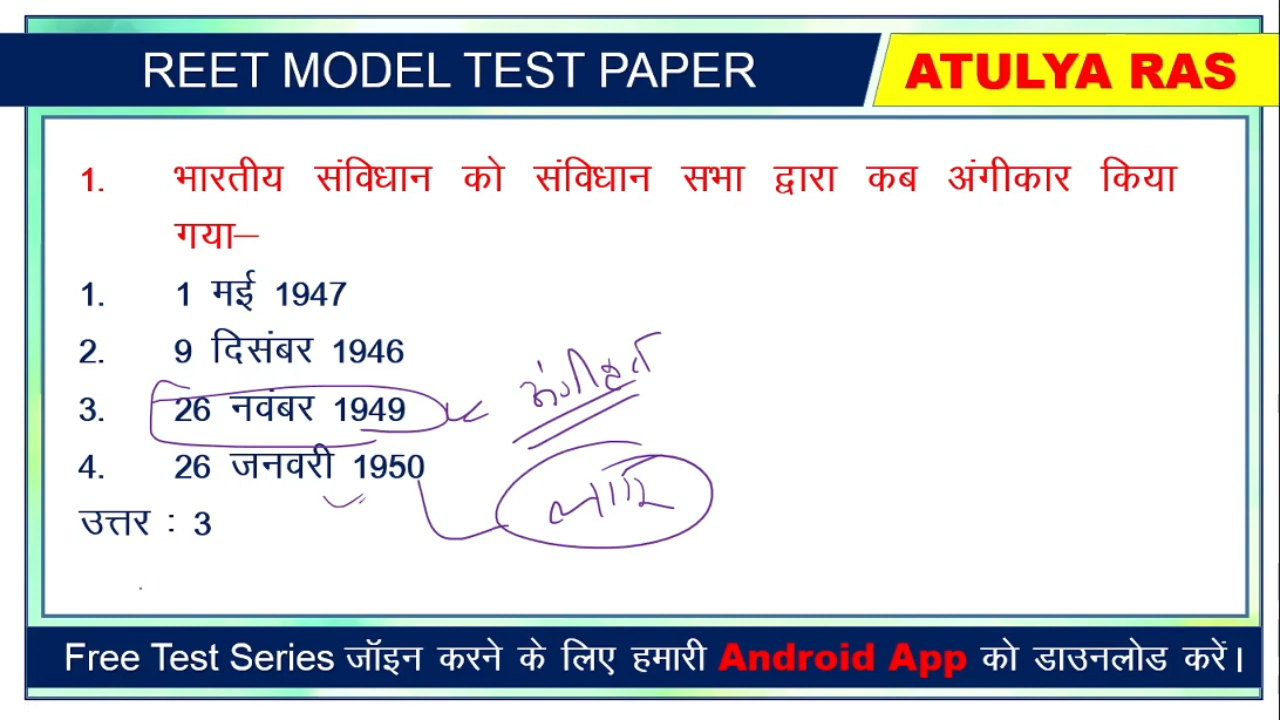 REET MODEL TEST PAPER
ATULYA RAS
1. भारतीय संविधान को संविधान सभा द्वारा कब अंगीकार किया
गया–
1. 1 मई 1947
2. 9 दिसंबर 1946
3. 26 नवंबर 1949
4. 26 जनवरी 1950
उत्तर : 3
Free Test Series जॉइन करने के लिए हमारी Android App को डाउनलोड करें।